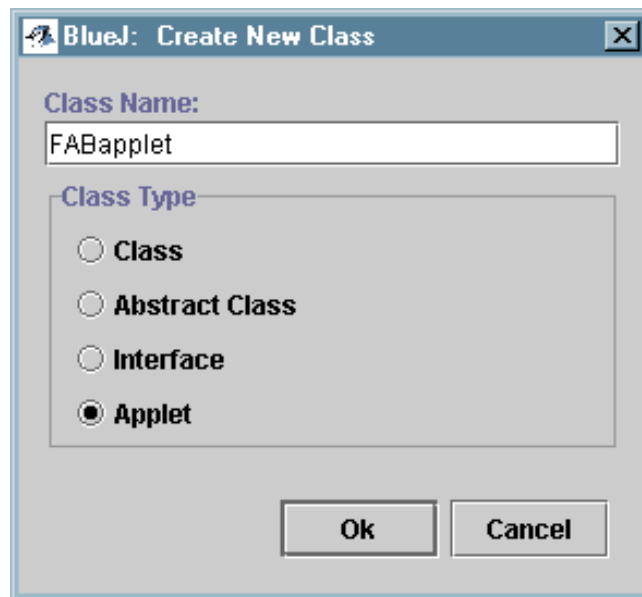 BlueJ: Create New Class
Class Name:
FABapplet
Class Type
Class
Abstract Class
Interface
Applet
Ok Cancel